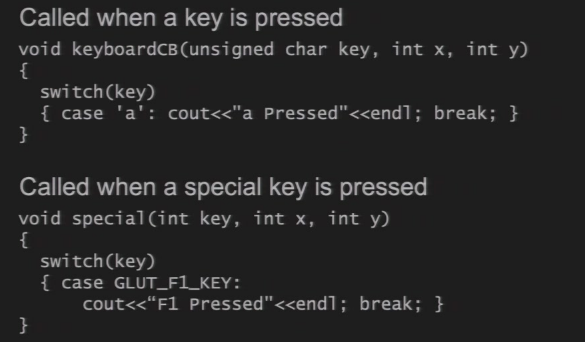 Called when a key is pressed
void keyboardCB(unsigned char key, int x, int y)
{
switch(key)
{ case 'a': cout<<"a Pressed"<<endl; break; }
}
Called when a special key is pressed
void special(int key, int x, int y)
{
switch(key)
{ case GLUT_F1_KEY:
cout<<“F1 Pressed"<<endl; break; }
}